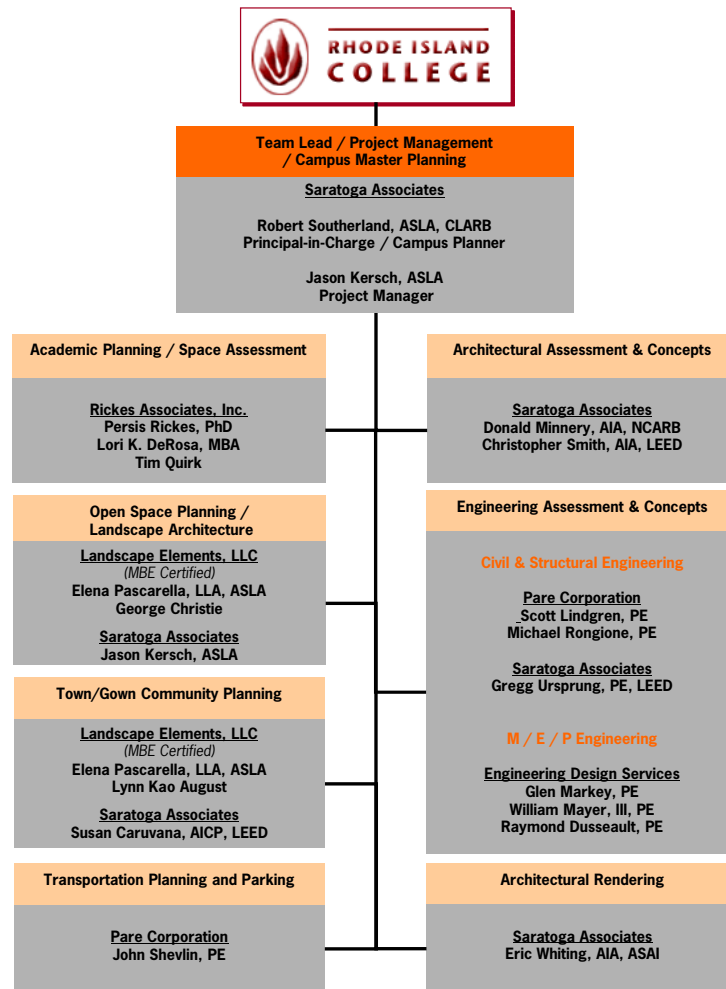 RHODE ISLAND
COLLEGE
Team Lead / Project Management
/ Campus Master Planning
Saratoga Associates
Robert Southerland, ASLA, CLARB
Principal-in-Charge / Campus Planner
Jason Kersch, ASLA
Project Manager
Academic Planning / Space Assessment
Rickes Associates, Inc.
Persis Rickes, PhD
Lori K. DeRosa, MBA
Tim Quirk
Open Space Planning /
Landscape Architecture
Landscape Elements, LLC
(MBE Certified)
Elena Pascarella, LLA, ASLA
George Christie
Saratoga Associates
Jason Kersch, ASLA
Town/Gown Community Planning
Landscape Elements, LLC
(MBE Certified)
Elena Pascarella, LLA, ASLA
Lynn Kao August
Saratoga Associates
Susan Caruvana, AICP, LEED
Transportation Planning and Parking
Pare Corporation
John Shevlin, PE
Architectural Assessment & Concepts
Saratoga Associates
Donald Minnery, AIA, NCARB
Christopher Smith, AIA, LEED
Engineering Assessment & Concepts
Civil & Structural Engineering
Pare Corporation
Scott Lindgren, PE
Michael Rongione, PE
Saratoga Associates
Gregg Ursprung, PE, LEED
M / E / P Engineering
Engineering Design Services
Glen Markey, PE
William Mayer, III, PE
Raymond Dusseault, PE
Architectural Rendering
Saratoga Associates
Eric Whiting, AIA, ASAI